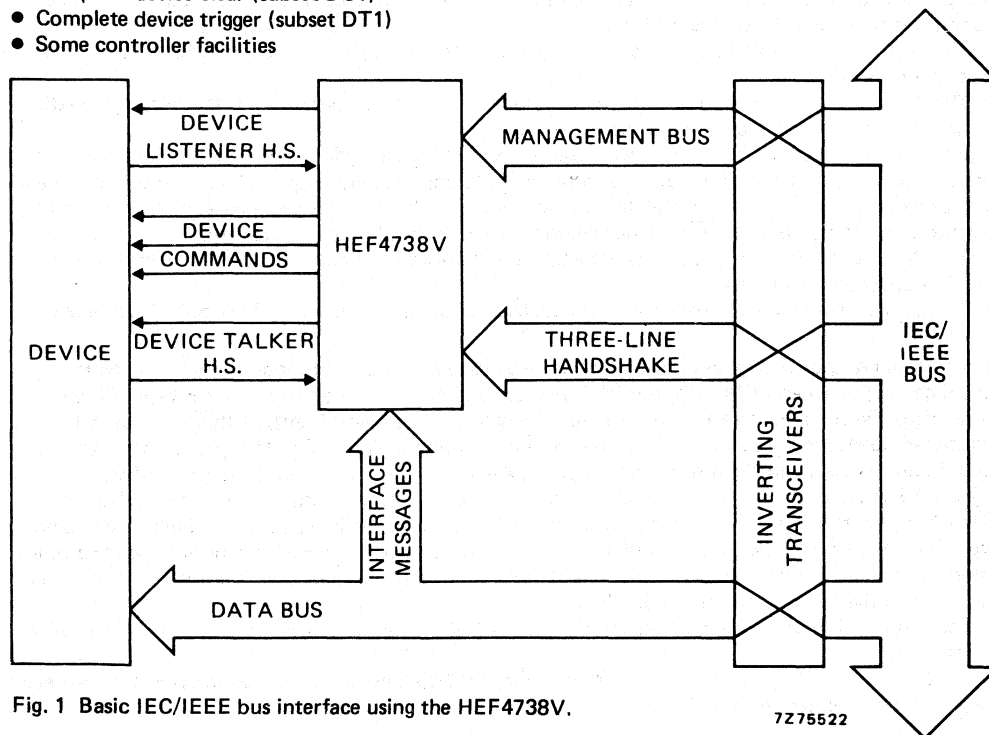 ● Complete device trigger (subset DT1)
● Some controller facilities
DEVICE
LISTENER H.S.
DEVICE
COMMANDS
DEVICE TALKER
H.S.
DEVICE
HEF4738V
MANAGEMENT BUS
THREE-LINE
HANDSHAKE
INTERFACE
MESSAGES
INVERTING
TRANSCEIVERS
IEC/
IEEE
BUS
DATA BUS
Fig. 1 Basic IEC/IEEE bus interface using the HEF4738V.
7Z75522